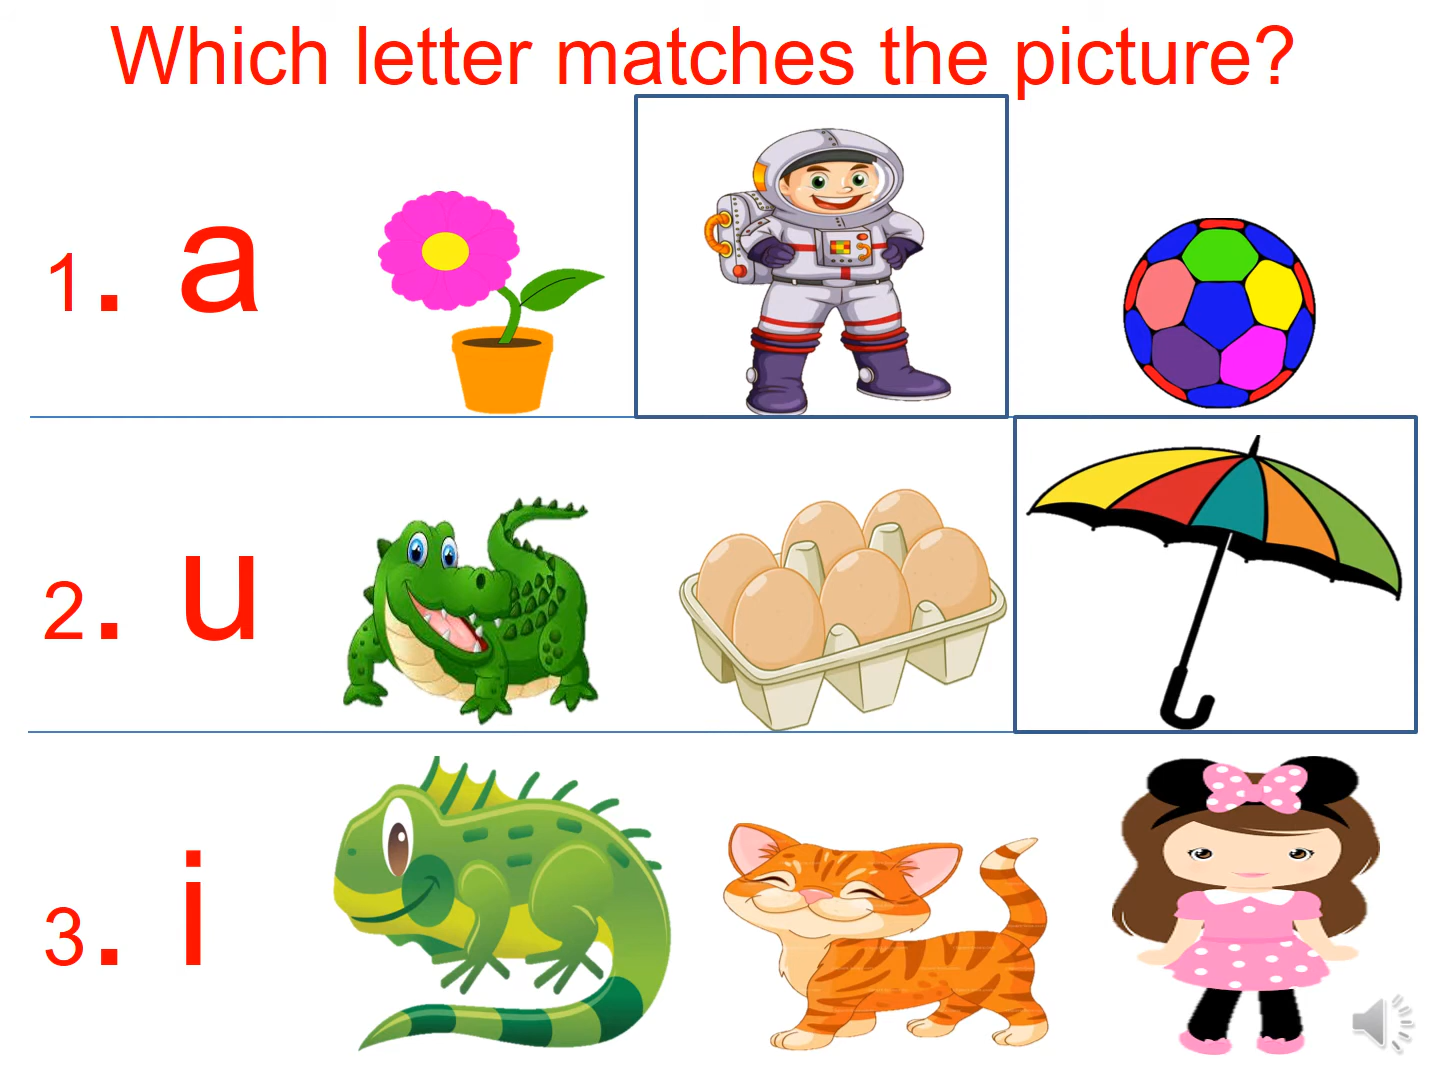 Which letter matches the picture?
1. a
2. u
3. i